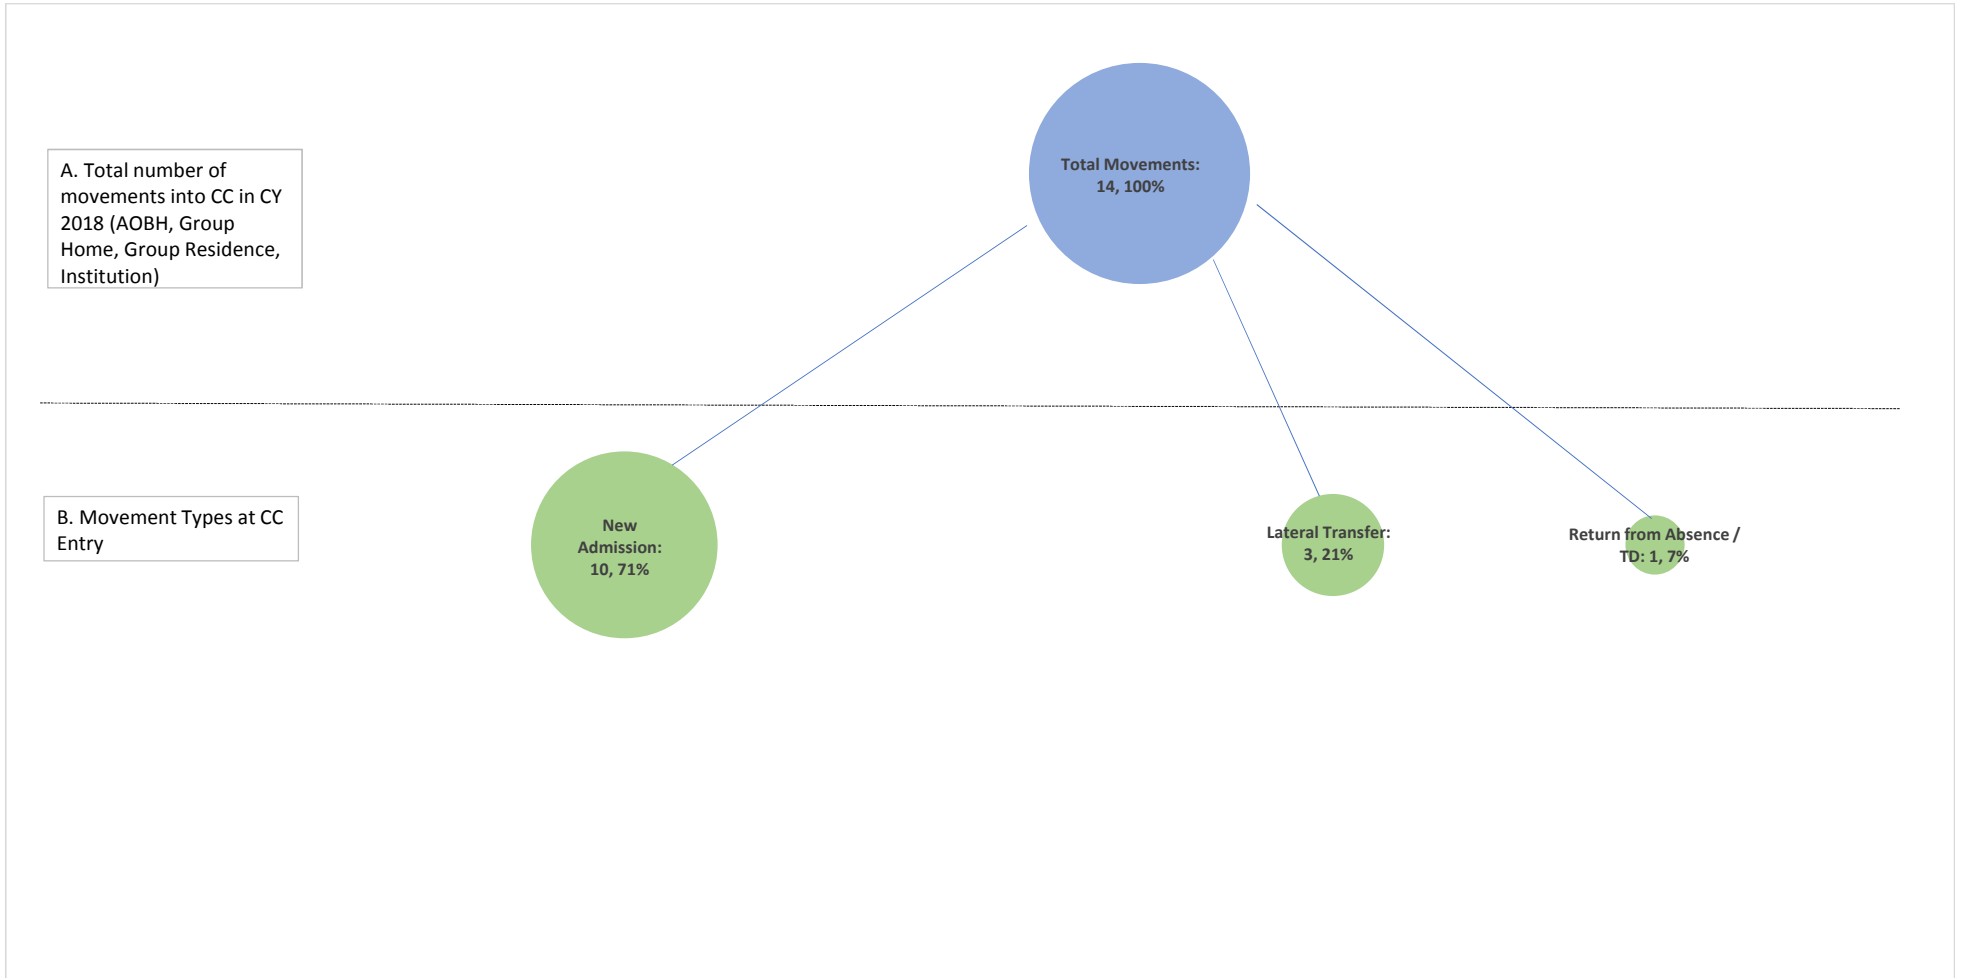 Total Movements:
14, 100%
A. Total number of
movements into CC in CY
2018 (AOBH, Group
Home, Group Residence,
Institution)
B. Movement Types at CC
Entry
New
Admission:
10, 71%
Lateral Transfer:
3, 21%
Return from Absence /
TD: 1, 7%